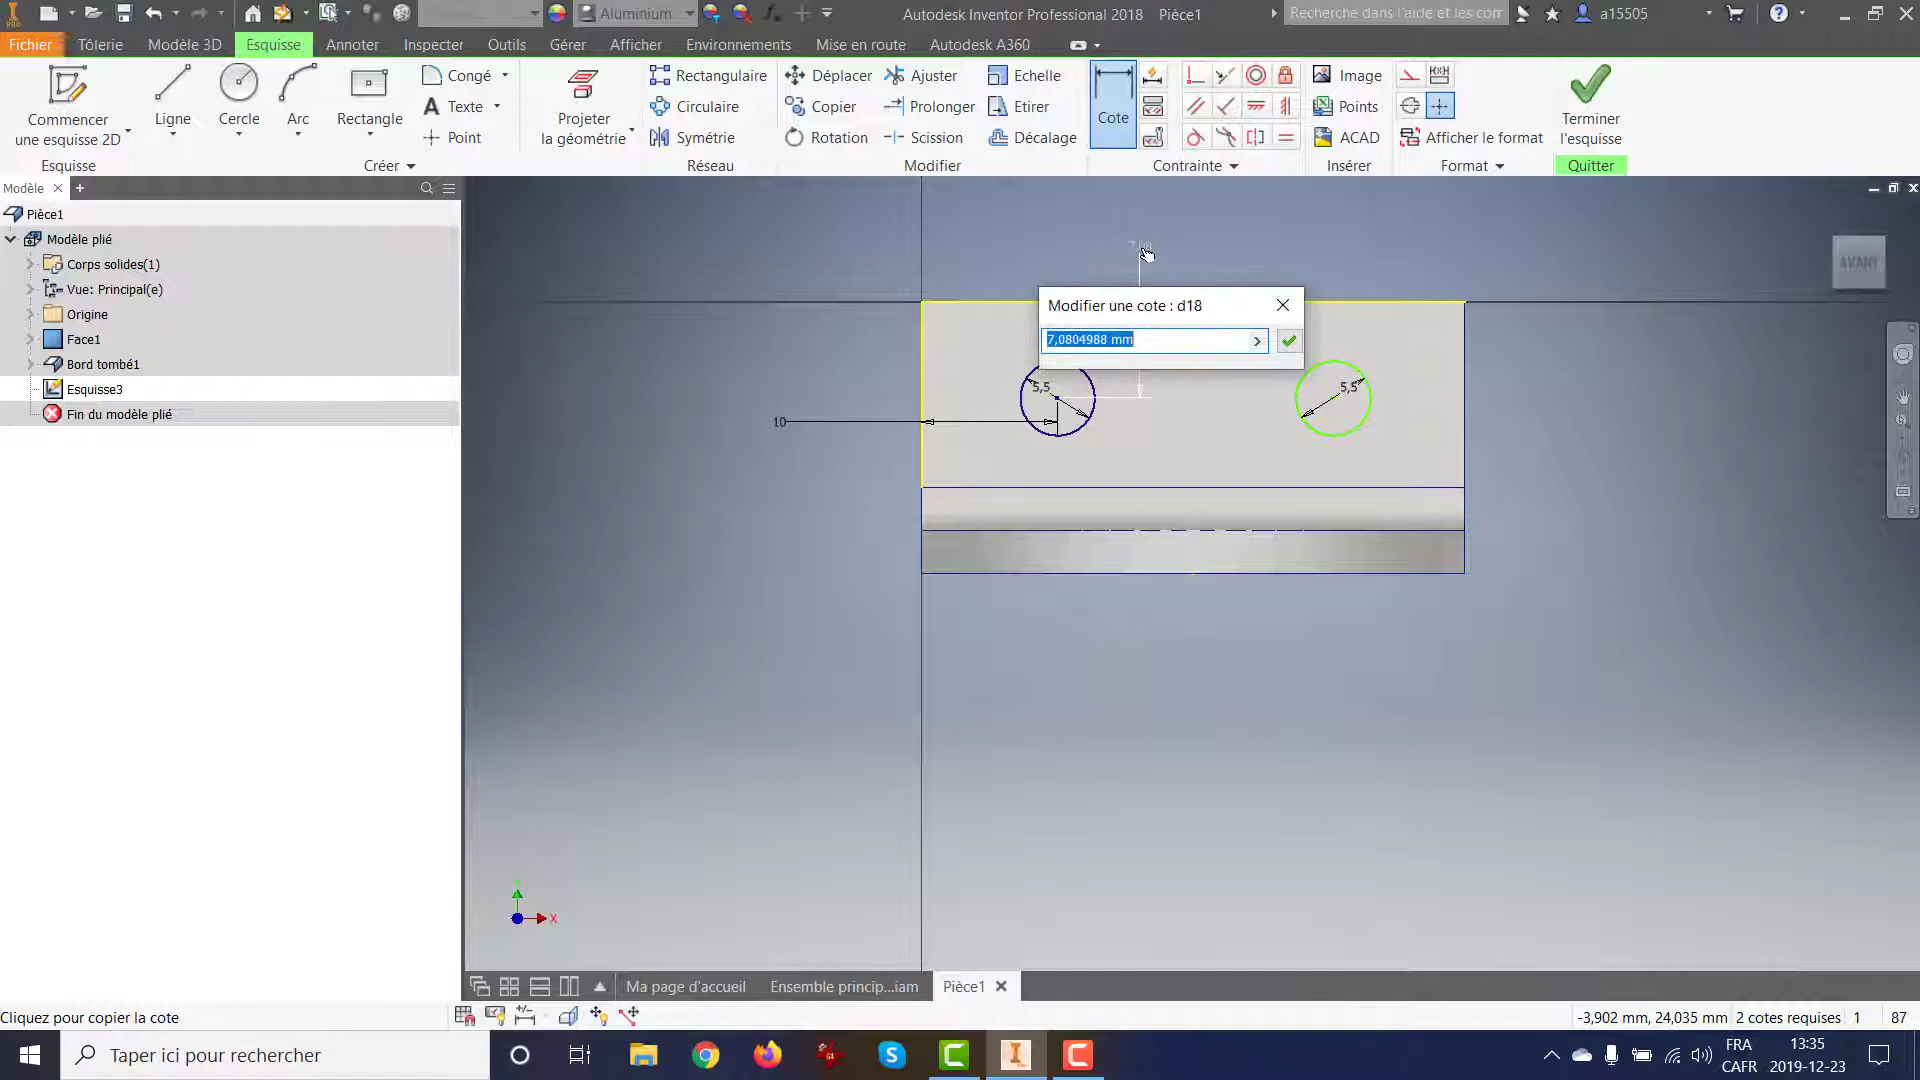 PRO
Aluminium
Autodesk Inventor Professional 2018 Pièce1
Recherche dans l'aide et les com
a15505
Fichier Tôlerie Modèle 3D Esquisse Annoter Inspecter Outils Gérer Afficher Environnements Mise en route Autodesk A360
Commencer
une esquisse 2D
Ligne
Cercle
Arc
Rectangle
Congé
Texte
Point
Projeter
la géométrie
Rectangulaire
Circulaire
Symétrie
Déplacer
Copier
Rotation
Ajuster
Prolonger
Scission
Echelle
Etirer
Décalage
Cote
Image
Points
ACAD
Afficher le format
Terminer
l'esquisse
Esquisse
Créer
Réseau
Modifier
Contrainte
Insérer
Format
Quitter
Modèle
Pièce1
Modèle plié
Corps solides(1)
Vue: Principal(e)
Origine
Face1
Bord tombé1
Esquisse3
Fin du modèle plié
AVANT
Modifier une cote : d18
7,0804988 mm
5,5
5,5
10
X
Ma page d'accueil
Ensemble princip...iam
Pièce1
Cliquez pour copier la cote
-3,902 mm, 24,035 mm 2 cotes requises 1 87
Taper ici pour rechercher
64
FRA
CAFR
13:35
2019-12-23